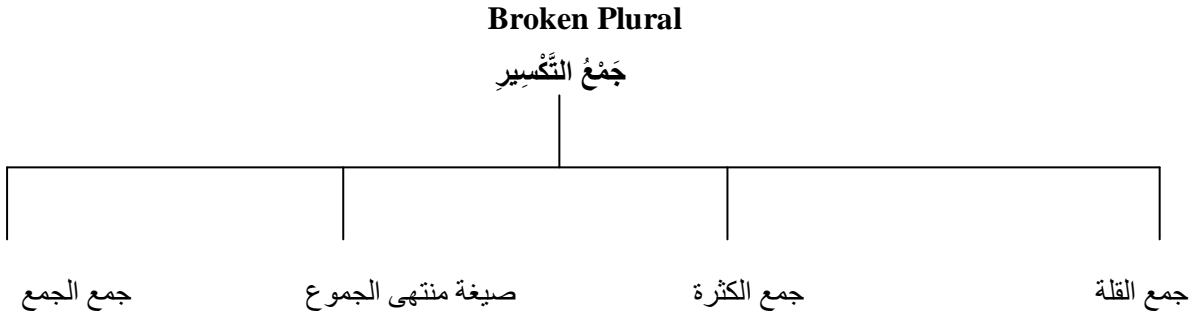 Broken Plural
جَمْعُ التَّكْسِيرِ
جمع القلة
جمع الكثرة
صيغة منتهى الجموع
جمع الجمع